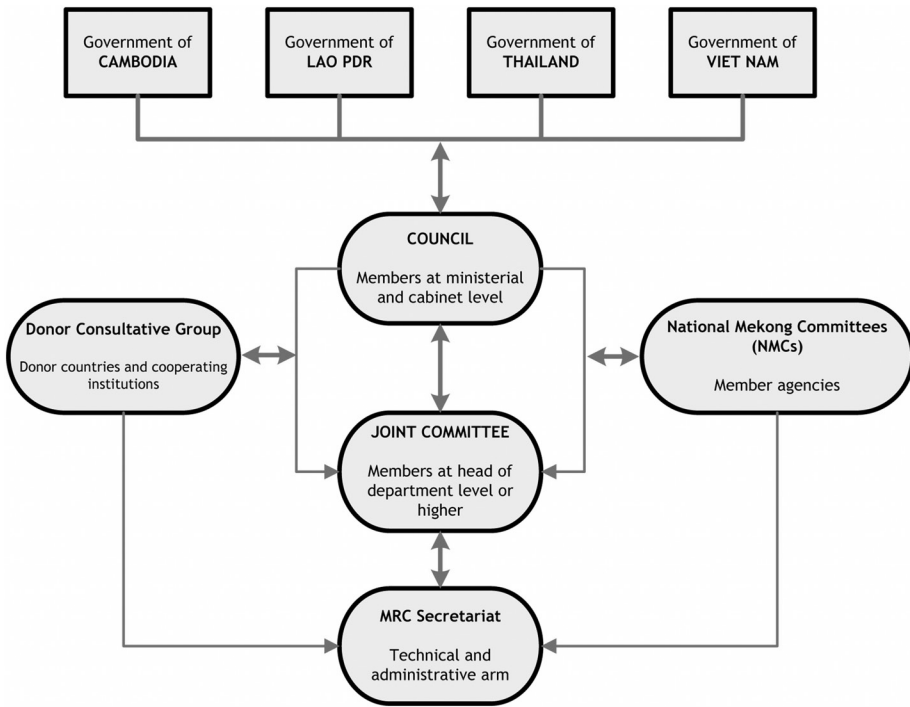 Government of
CAMBODIA
Government of
LAO PDR
Government of
THAILAND
Government of
VIET NAM
COUNCIL
Members at ministerial
and cabinet level
Donor Consultative Group
Donor countries and cooperating
institutions
National Mekong Committees
(NMCs)
Member agencies
JOINT COMMITTEE
Members at head of
department level or
higher
MRC Secretariat
Technical and
administrative arm